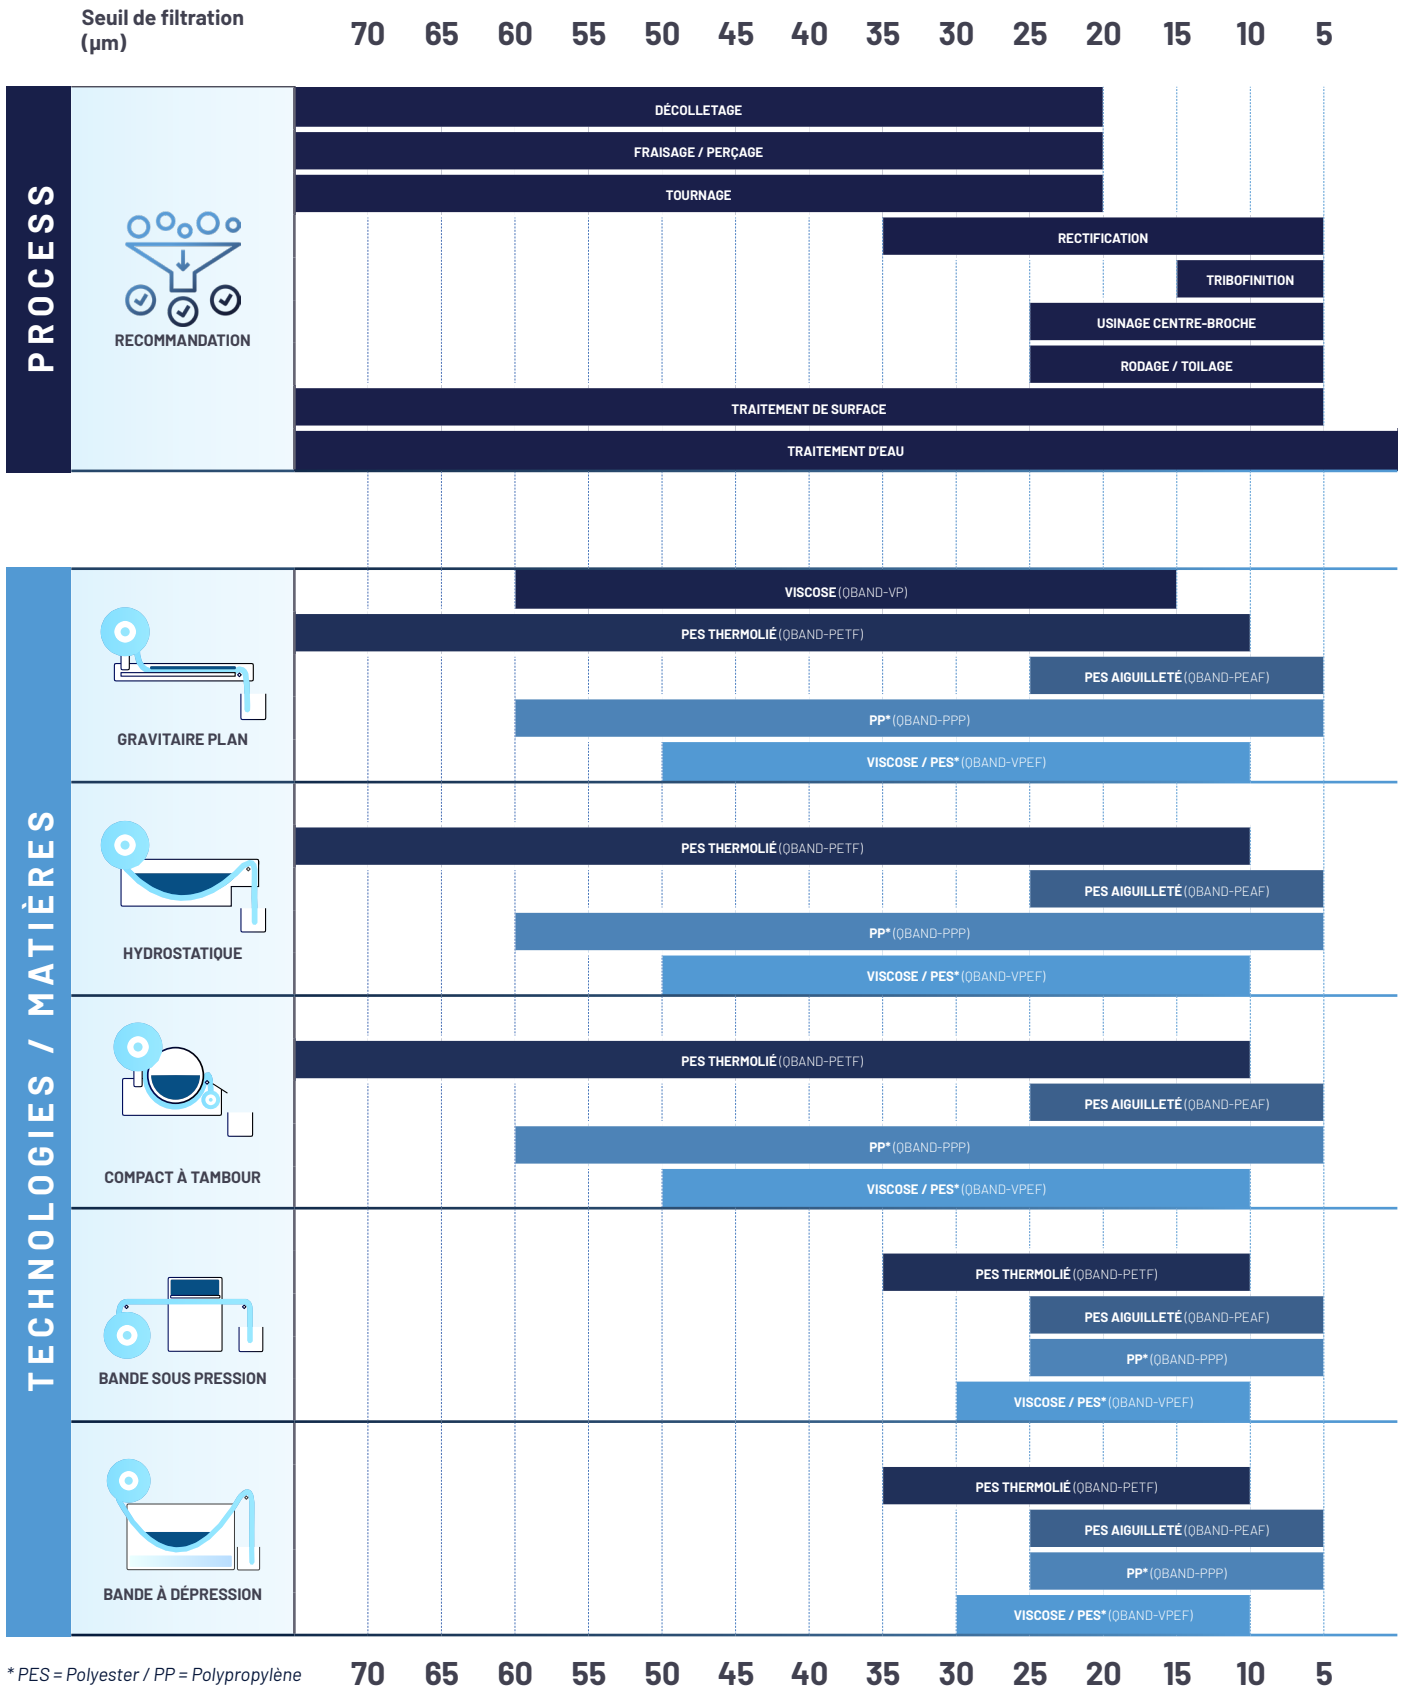 Seuil de filtration
(µm)
70 65 60 55 50 45 40 35 30 25 20 15 10 5
PROCESS
RECOMMANDATION
DÉCOLLETAGE
FRAISAGE / PERÇAGE
TOURNAGE
RECTIFICATION
TRIBOFINITION
USINAGE CENTRE-BROCHE
RODAGE / TOILAGE
TRAITEMENT DE SURFACE
TRAITEMENT D'EAU
TECHNOLOGIES / MATIÈRES
GRAVITAIRE PLAN
VISCOSE (QBAND-VP)
PES THERMOLIÉ (QBAND-PETF)
PES AIGUILLETÉ (QBAND-PEAF)
PP* (QBAND-PPP)
VISCOSE / PES* (QBAND-VPEF)
HYDROSTATIQUE
PES THERMOLIÉ (QBAND-PETF)
PES AIGUILLETÉ (QBAND-PEAF)
PP* (QBAND-PPP)
VISCOSE / PES* (QBAND-VPEF)
COMPACT À TAMBOUR
PES THERMOLIÉ (QBAND-PETF)
PES AIGUILLETÉ (QBAND-PEAF)
PP* (QBAND-PPP)
VISCOSE / PES* (QBAND-VPEF)
BANDE SOUS PRESSION
PES THERMOLIÉ (QBAND-PETF)
PES AIGUILLETÉ (QBAND-PEAF)
PP* (QBAND-PPP)
VISCOSE / PES* (QBAND-VPEF)
BANDE À DÉPRESSION
PES THERMOLIÉ (QBAND-PETF)
PES AIGUILLETÉ (QBAND-PEAF)
PP* (QBAND-PPP)
VISCOSE / PES* (QBAND-VPEF)
* PES = Polyester / PP = Polypropylène
70 65 60 55 50 45 40 35 30 25 20 15 10 5